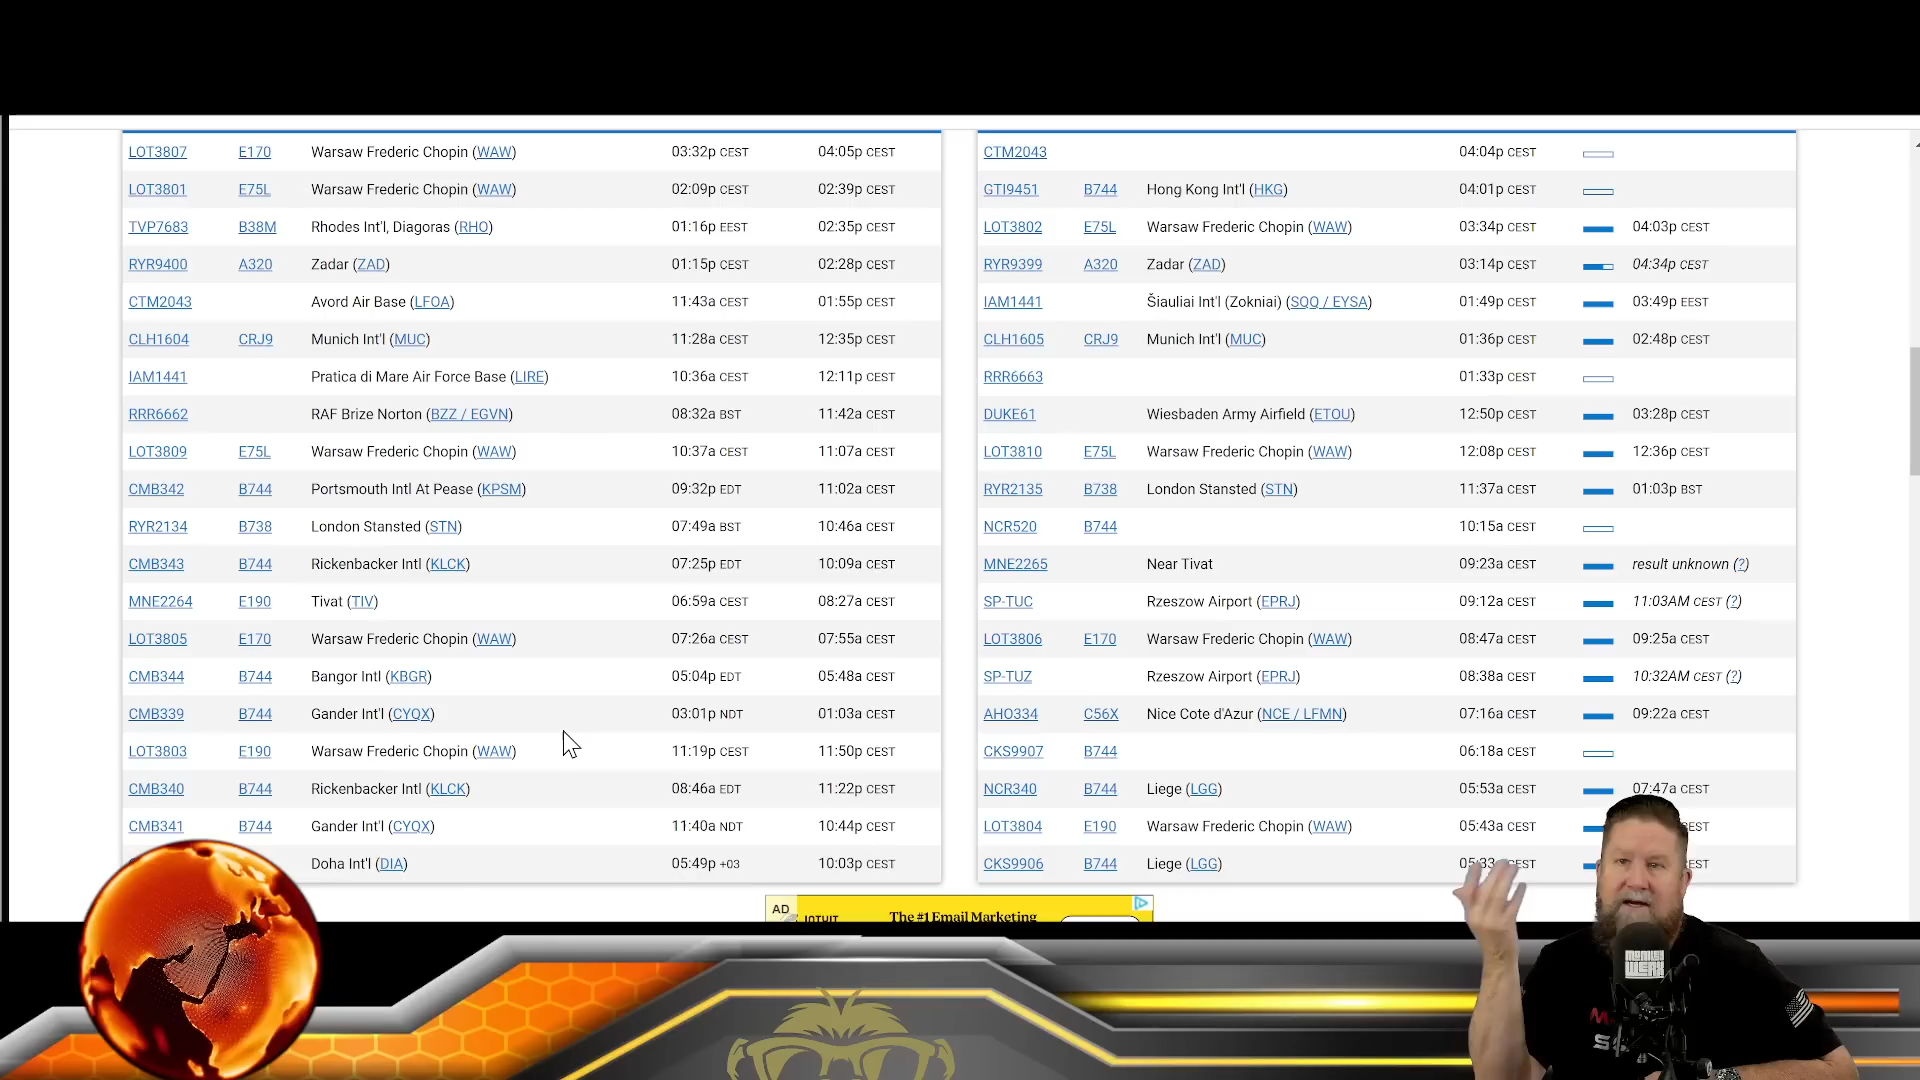 LOT3807 E170 Warsaw Frederic Chopin (WAW) 03:32p CEST 04:05p CEST
LOT3801 E75L Warsaw Frederic Chopin (WAW) 02:09p CEST 02:39p CEST
TVP7683 B38M Rhodes Int'l, Diagoras (RHO) 01:16p EEST 02:35p CEST
RYR9400 A320 Zadar (ZAD) 01:15p CEST 02:28p CEST
CTM2043 Avord Air Base (LFOA) 11:43a CEST 01:55p CEST
CLH1604 CRJ9 Munich Int'l (MUC) 11:28a CEST 12:35p CEST
IAM1441 Pratica di Mare Air Force Base (LIRE) 10:36a CEST 12:11p CEST
RRR6662 RAF Brize Norton (BZZ / EGVN) 08:32a BST 11:42a CEST
LOT3809 E75L Warsaw Frederic Chopin (WAW) 10:37a CEST 11:07a CEST
CMB342 B744 Portsmouth Intl At Pease (KPSM) 09:32p EDT 11:02a CEST
RYR2134 B738 London Stansted (STN) 07:49a BST 10:46a CEST
CMB343 B744 Rickenbacker Intl (KLCK) 07:25p EDT 10:09a CEST
MNE2264 E190 Tivat (TIV) 06:59a CEST 08:27a CEST
LOT3805 E170 Warsaw Frederic Chopin (WAW) 07:26a CEST 07:55a CEST
CMB344 B744 Bangor Intl (KBGR) 05:04p EDT 05:48a CEST
CMB339 B744 Gander Int'l (CYQX) 03:01p NDT 01:03a CEST
LOT3803 E190 Warsaw Frederic Chopin (WAW) 11:19p CEST 11:50p CEST
CMB340 B744 Rickenbacker Intl (KLCK) 08:46a EDT 11:22p CEST
CMB341 B744 Gander Int'l (CYQX) 11:40a NDT 10:44p CEST
Doha Int'l (DIA) 05:49p +03 10:03p CEST
CTM2043 04:04p CEST
GTI9451 B744 Hong Kong Int'l (HKG) 04:01p CEST
LOT3802 E75L Warsaw Frederic Chopin (WAW) 03:34p CEST 04:03p CEST
RYR9399 A320 Zadar (ZAD) 03:14p CEST 04:34p CEST
IAM1441 Šiauliai Int'l (Zokniai) (SQQ / EYSA) 01:49p CEST 03:49p EEST
CLH1605 CRJ9 Munich Int'l (MUC) 01:36p CEST 02:48p CEST
RRR6663 01:33p CEST
DUKE61 Wiesbaden Army Airfield (ETOU) 12:50p CEST 03:28p CEST
LOT3810 E75L Warsaw Frederic Chopin (WAW) 12:08p CEST 12:36p CEST
RYR2135 B738 London Stansted (STN) 11:37a CEST 01:03p BST
NCR520 B744 10:15a CEST
MNE2265 Near Tivat 09:23a CEST result unknown (?)
SP-TUC Rzeszow Airport (EPRJ) 09:12a CEST 11:03AM CEST (?)
LOT3806 E170 Warsaw Frederic Chopin (WAW) 08:47a CEST 09:25a CEST
SP-TUZ Rzeszow Airport (EPRJ) 08:38a CEST 10:32AM CEST (?)
AHO334 C56X Nice Cote d'Azur (NCE / LFMN) 07:16a CEST 09:22a CEST
CKS9907 B744 06:18a CEST
NCR340 B744 Liege (LGG) 05:53a CEST 07:47a CEST
LOT3804 E190 Warsaw Frederic Chopin (WAW) 05:43a CEST
CKS9906 B744 Liege (LGG)
AD
INTUIT
The #1 Email Marketing